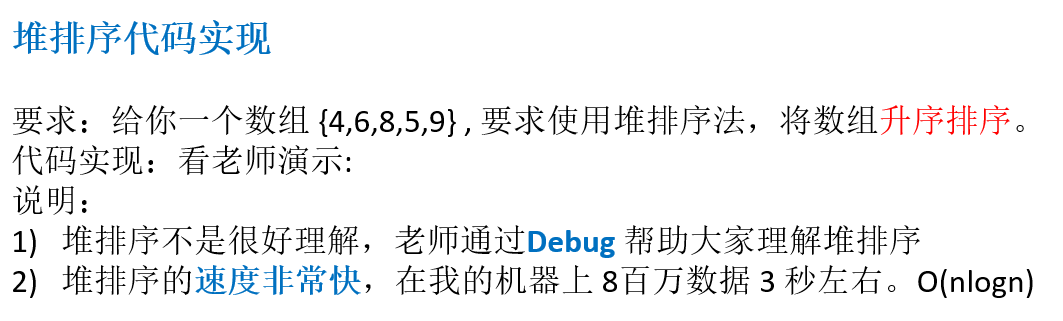 堆排序代码实现
要求：给你一个数组 {4,6,8,5,9} , 要求使用堆排序法，将数组升序排序。
代码实现：看老师演示:
说明：
1) 堆排序不是很好理解，老师通过Debug 帮助大家理解堆排序
2) 堆排序的速度非常快，在我的机器上 8百万数据 3 秒左右。O(nlogn)